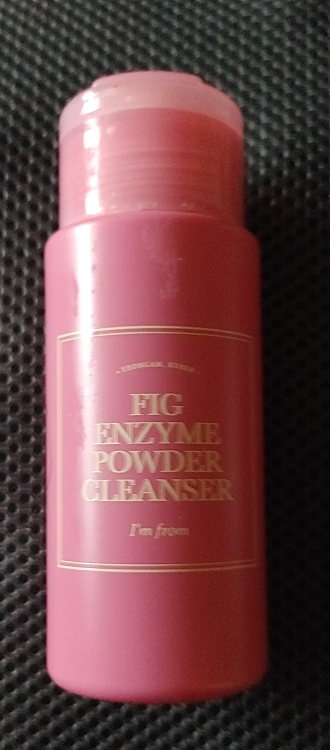 FIG
ENZYME
POWDER
CLEANSER
I'm from